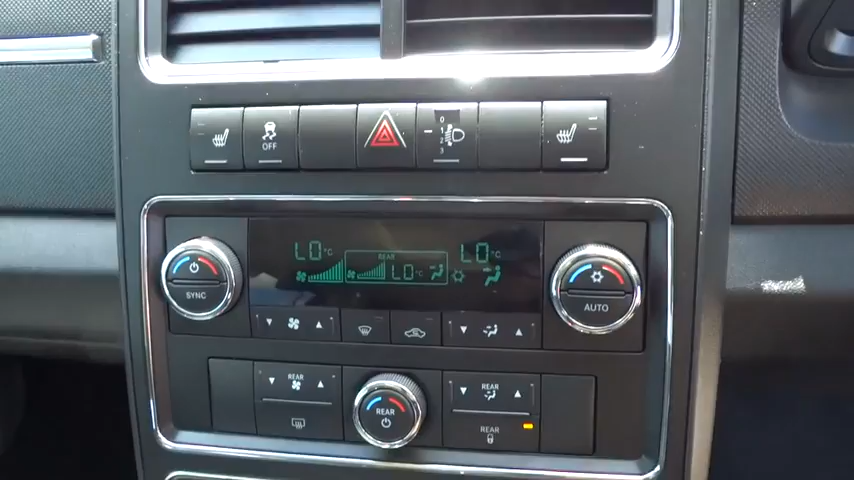 OFF
0
1
2
3
LO °C
REAR
LO °C
LO °C
SYNC
AUTO
REAR
REAR
REAR
REAR